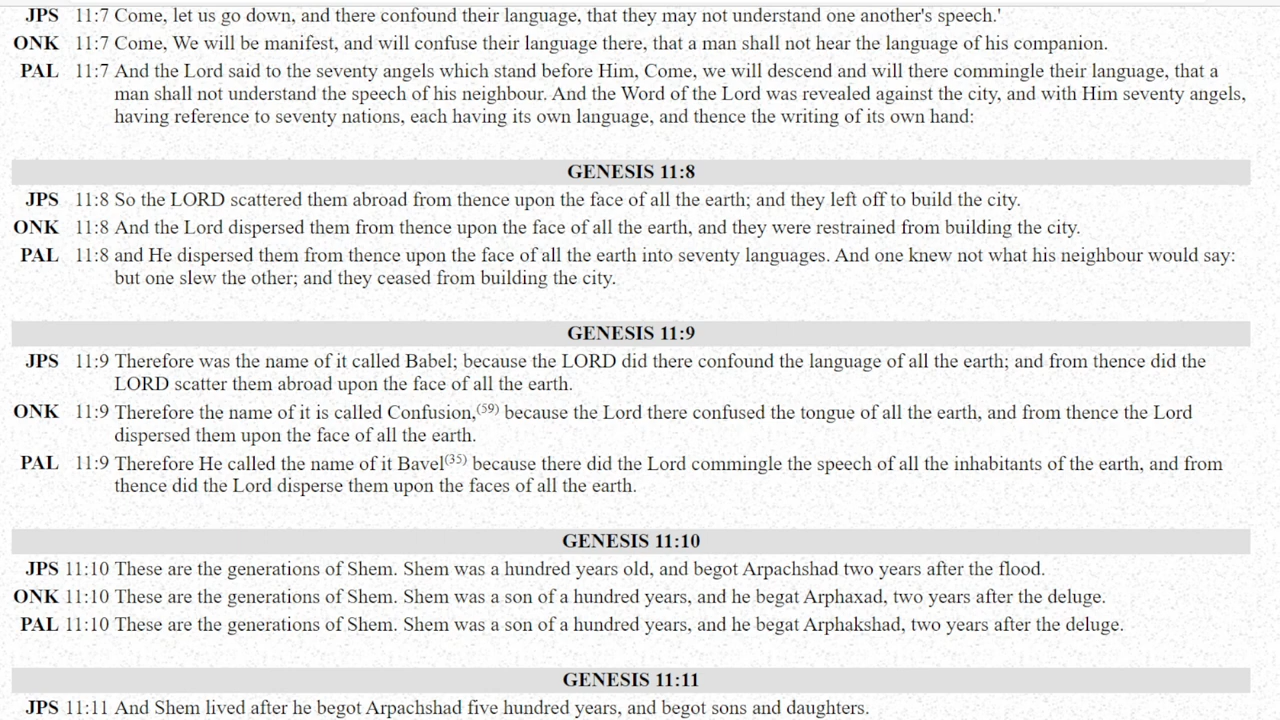 JPS 11:7 Come, let us go down, and there confound their language, that they may not understand one another's speech.'
ONK 11:7 Come, We will be manifest, and will confuse their language there, that a man shall not hear the language of his companion.
PAL 11:7 And the Lord said to the seventy angels which stand before Him, Come, we will descend and will there commingle their language, that a
man shall not understand the speech of his neighbour. And the Word of the Lord was revealed against the city, and with Him seventy angels,
having reference to seventy nations, each having its own language, and thence the writing of its own hand:
GENESIS 11:8
JPS 11:8 So the LORD scattered them abroad from thence upon the face of all the earth; and they left off to build the city.
ONK 11:8 And the Lord dispersed them from thence upon the face of all the earth, and they were restrained from building the city.
PAL 11:8 and He dispersed them from thence upon the face of all the earth into seventy languages. And one knew not what his neighbour would say:
but one slew the other; and they ceased from building the city.
GENESIS 11:9
JPS 11:9 Therefore was the name of it called Babel; because the LORD did there confound the language of all the earth; and from thence did the
LORD scatter them abroad upon the face of all the earth.
ONK 11:9 Therefore the name of it is called Confusion,(59) because the Lord there confused the tongue of all the earth, and from thence the Lord
dispersed them upon the face of all the earth.
PAL 11:9 Therefore He called the name of it Bavel(35) because there did the Lord commingle the speech of all the inhabitants of the earth, and from
thence did the Lord disperse them upon the faces of all the earth.
GENESIS 11:10
JPS 11:10 These are the generations of Shem. Shem was a hundred years old, and begot Arpachshad two years after the flood.
ONK 11:10 These are the generations of Shem. Shem was a son of a hundred years, and he begat Arphaxad, two years after the deluge.
PAL 11:10 These are the generations of Shem. Shem was a son of a hundred years, and he begat Arphakshad, two years after the deluge.
GENESIS 11:11
JPS 11:11 And Shem lived after he begot Arpachshad five hundred years, and begot sons and daughters.